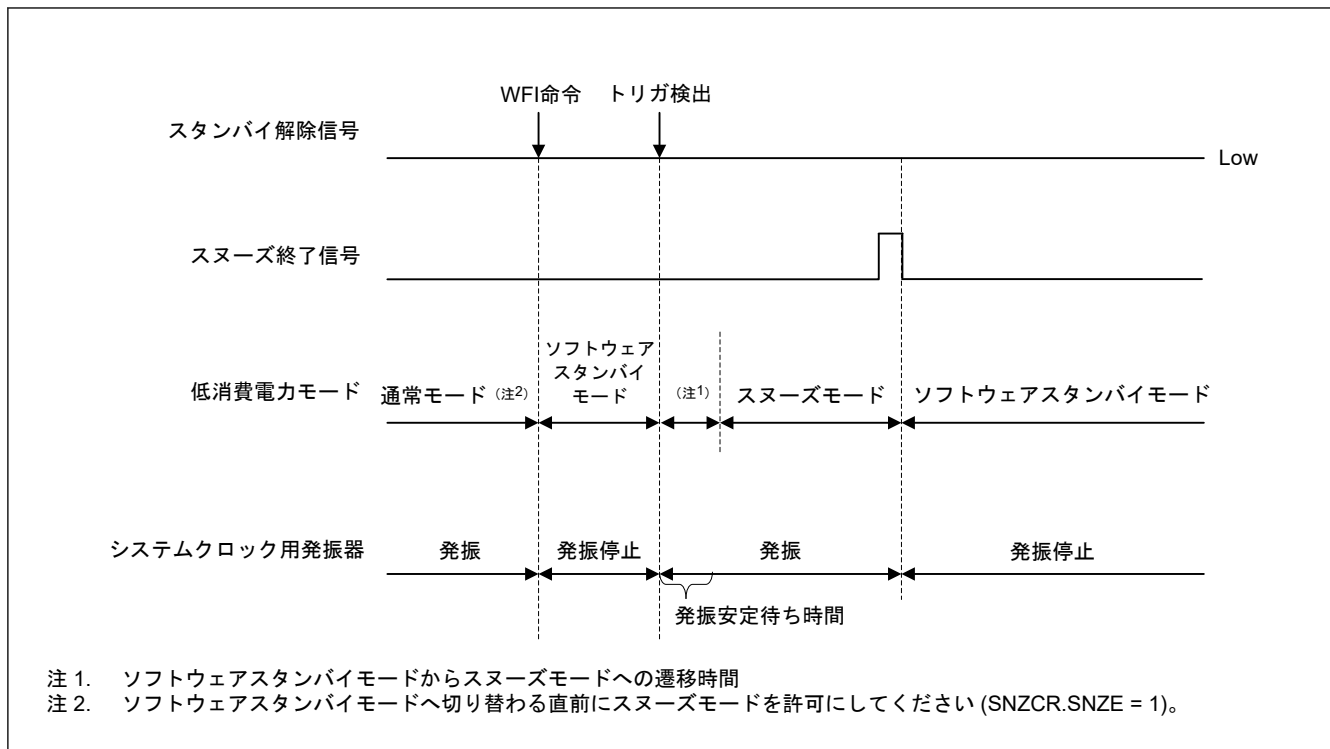 WFI命令 トリガ検出
スタンバイ解除信号
Low
スヌーズ終了信号
ソフトウェア
スタンバイ
モード
低消費電力モード 通常モード (注2) (注1) スヌーズモード ソフトウェアスタンバイモード
システムクロック用発振器 発振 発振停止 発振 発振停止
発振安定待ち時間
注 1. ソフトウェアスタンバイモードからスヌーズモードへの遷移時間
注 2. ソフトウェアスタンバイモードへ切り替わる直前にスヌーズモードを許可にしてください (SNZCR.SNZE = 1)。